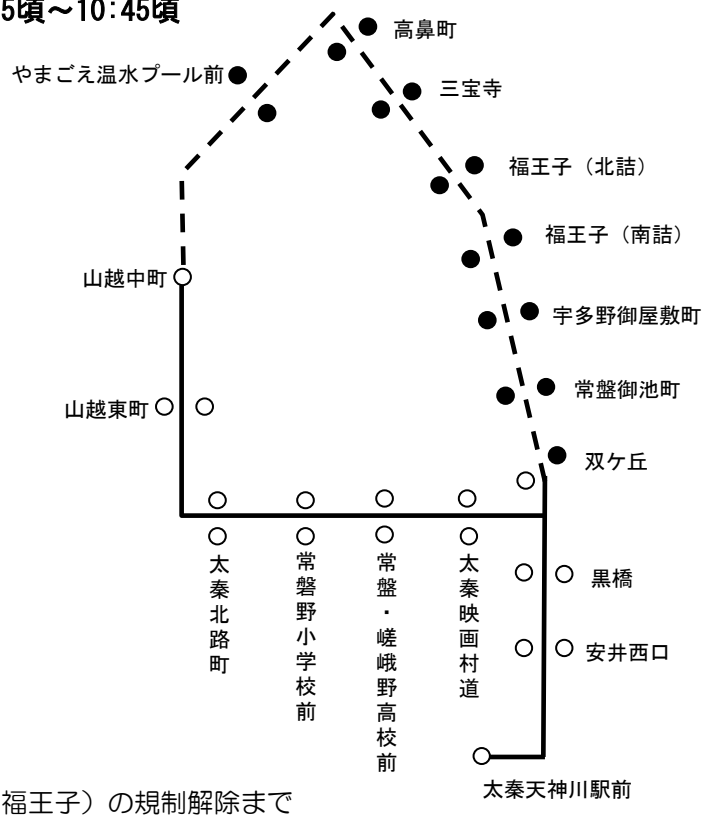 5頃～10:45頃
高鼻町
やまごえ温水プール前
三宝寺
福王子（北詰）
福王子（南詰）
山越中町
宇多野御屋敷町
常盤御池町
山越東町
双ケ丘
太秦北路町
常磐野小学校前
常盤・嵯峨野高校前
太秦映画村道
黒橋
安井西口
太秦天神川駅前
福王子）の規制解除まで